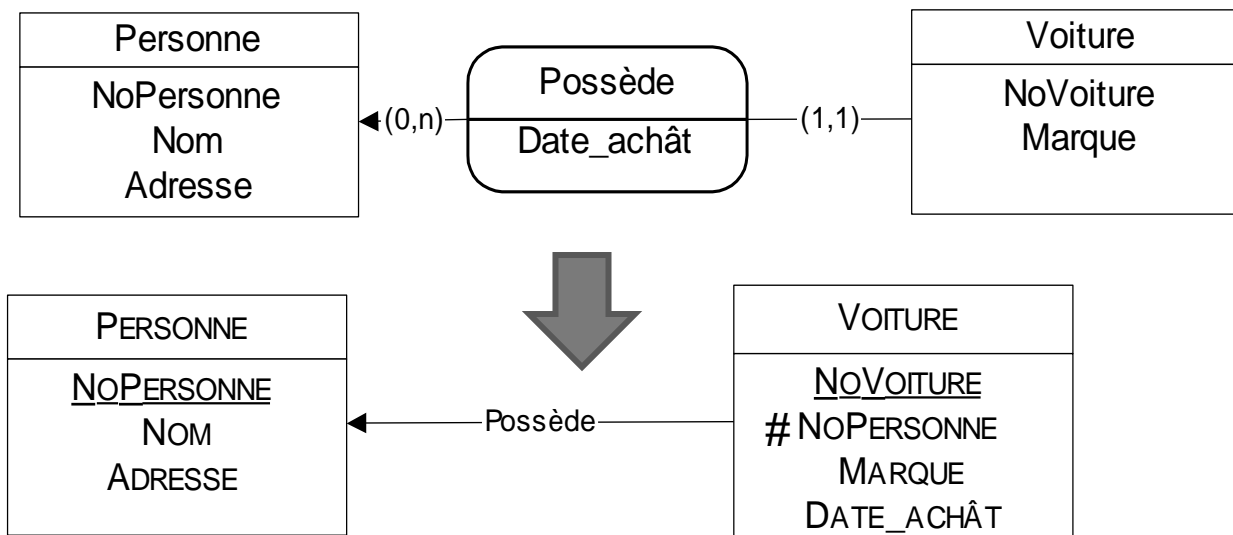 Personne
NoPersonne
Nom
Adresse
(0,n)
Possède
Date_achât
(1,1)
Voiture
NoVoiture
Marque
PERSONNE
NOPERSONNE
NOM
ADRESSE
Possède
VOITURE
NOVOITURE
#NOPERSONNE
MARQUE
DATE_ACHÂT